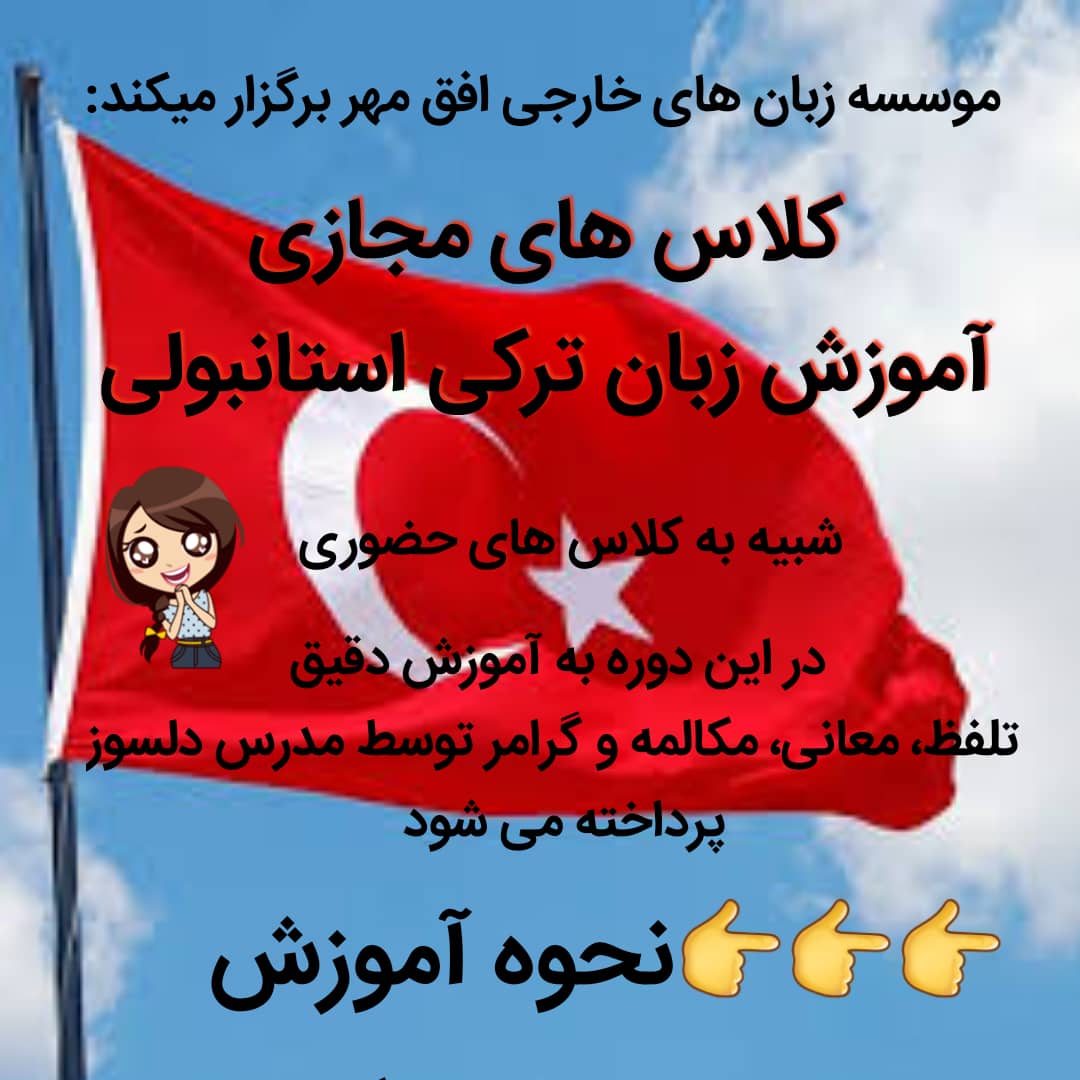 موسسه زبان های خارجی افق مهر برگزار میکند:
کلاس های مجازی
آموزش زبان ترکی استانبولی
شبیه به کلاس های حضوری
در این دوره به آموزش دقیق
تلفظ، معانی، مکالمه و گرامر توسط مدرس دلسوز
پرداخته می شود
نحوه آموزش